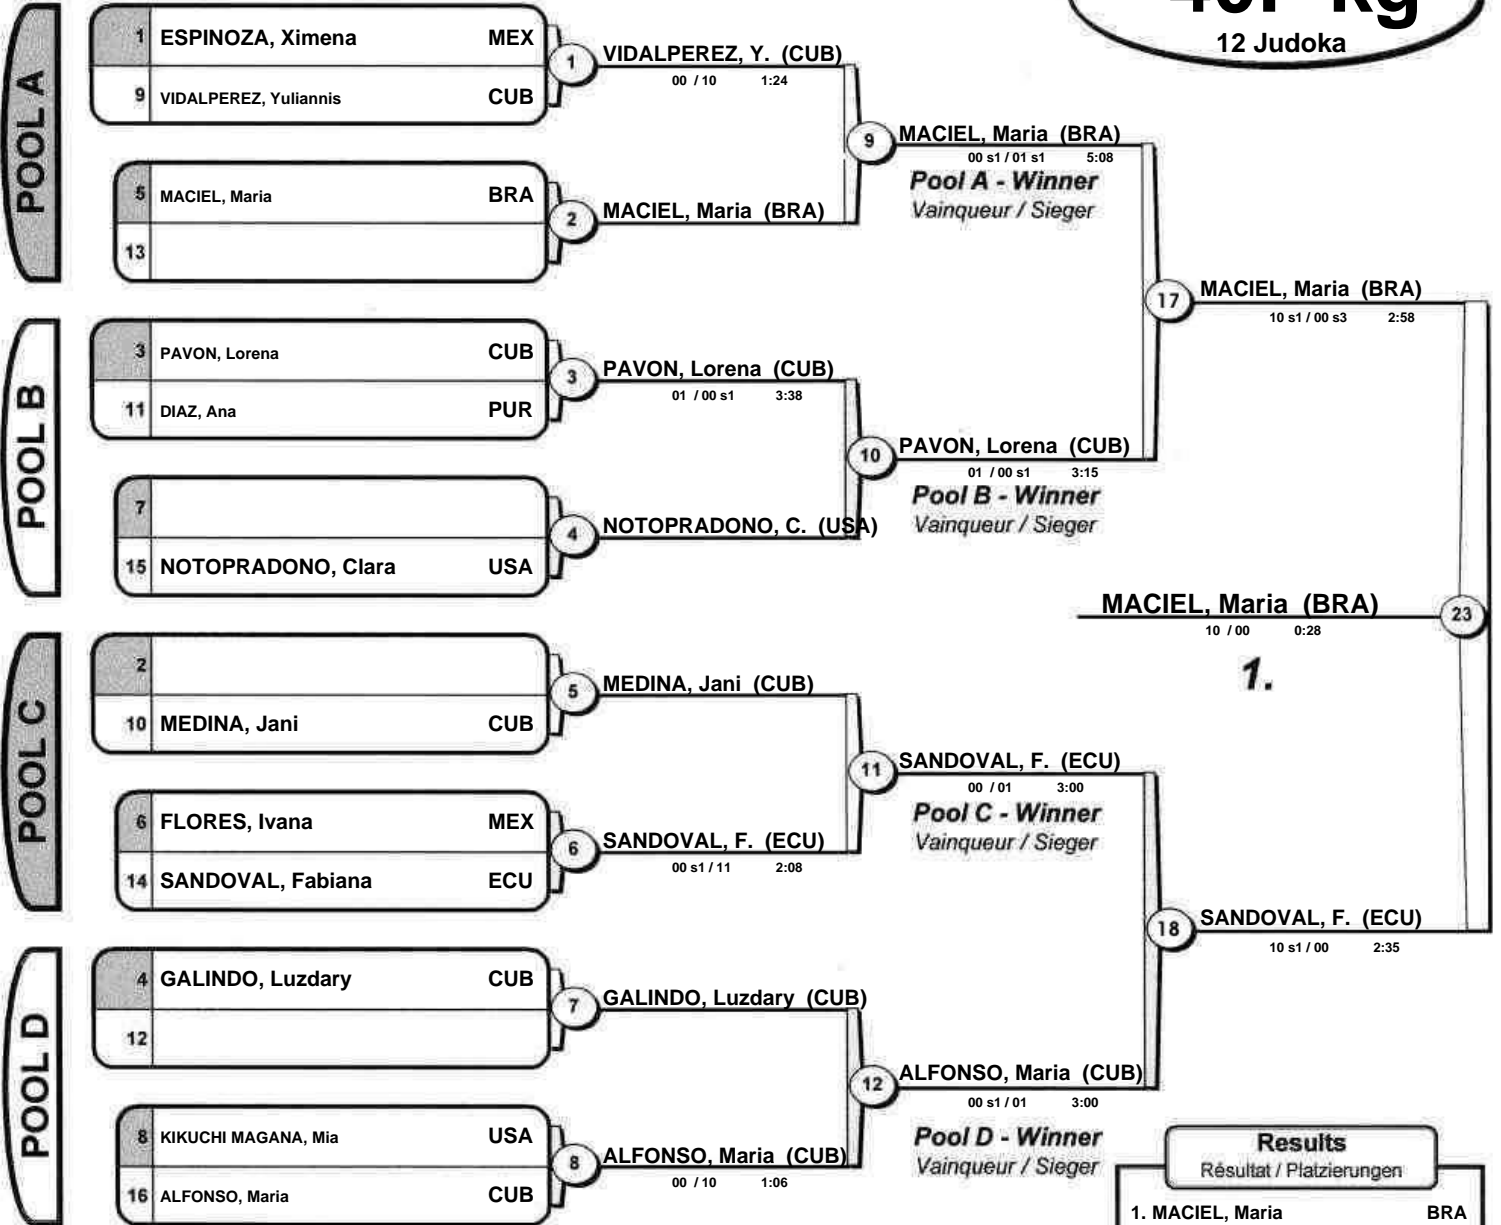 kg
12 Judoka
POOL A
1 ESPINOZA, Ximena MEX
9 VIDALPEREZ, Yuliannis CUB
1
VIDALPEREZ, Y. (CUB)
00 / 10 1:24
5 MACIEL, Maria BRA
13
2
MACIEL, Maria (BRA)
9
MACIEL, Maria (BRA)
00 s1 / 01 s1 5:08
Pool A - Winner
Vainqueur / Sieger
POOL B
3 PAVON, Lorena CUB
11 DIAZ, Ana PUR
3
PAVON, Lorena (CUB)
01 / 00 s1 3:38
7
15 NOTOPRADONO, Clara USA
4
NOTOPRADONO, C. (USA)
10
PAVON, Lorena (CUB)
01 / 00 s1 3:15
Pool B - Winner
Vainqueur / Sieger
17
MACIEL, Maria (BRA)
10 s1 / 00 s3 2:58
POOL C
2
10 MEDINA, Jani CUB
5
MEDINA, Jani (CUB)
6 FLORES, Ivana MEX
14 SANDOVAL, Fabiana ECU
6
SANDOVAL, F. (ECU)
00 s1 / 11 2:08
11
SANDOVAL, F. (ECU)
00 / 01 3:00
Pool C - Winner
Vainqueur / Sieger
POOL D
4 GALINDO, Luzdary CUB
12
7
GALINDO, Luzdary (CUB)
8 KIKUCHI MAGANA, Mia USA
16 ALFONSO, Maria CUB
8
ALFONSO, Maria (CUB)
00 / 10 1:06
12
ALFONSO, Maria (CUB)
00 s1 / 01 3:00
Pool D - Winner
Vainqueur / Sieger
18
SANDOVAL, F. (ECU)
10 s1 / 00 2:35
MACIEL, Maria (BRA)
10 / 00 0:28
23
1.
Results
Résultat / Platzierungen
1. MACIEL, Maria BRA